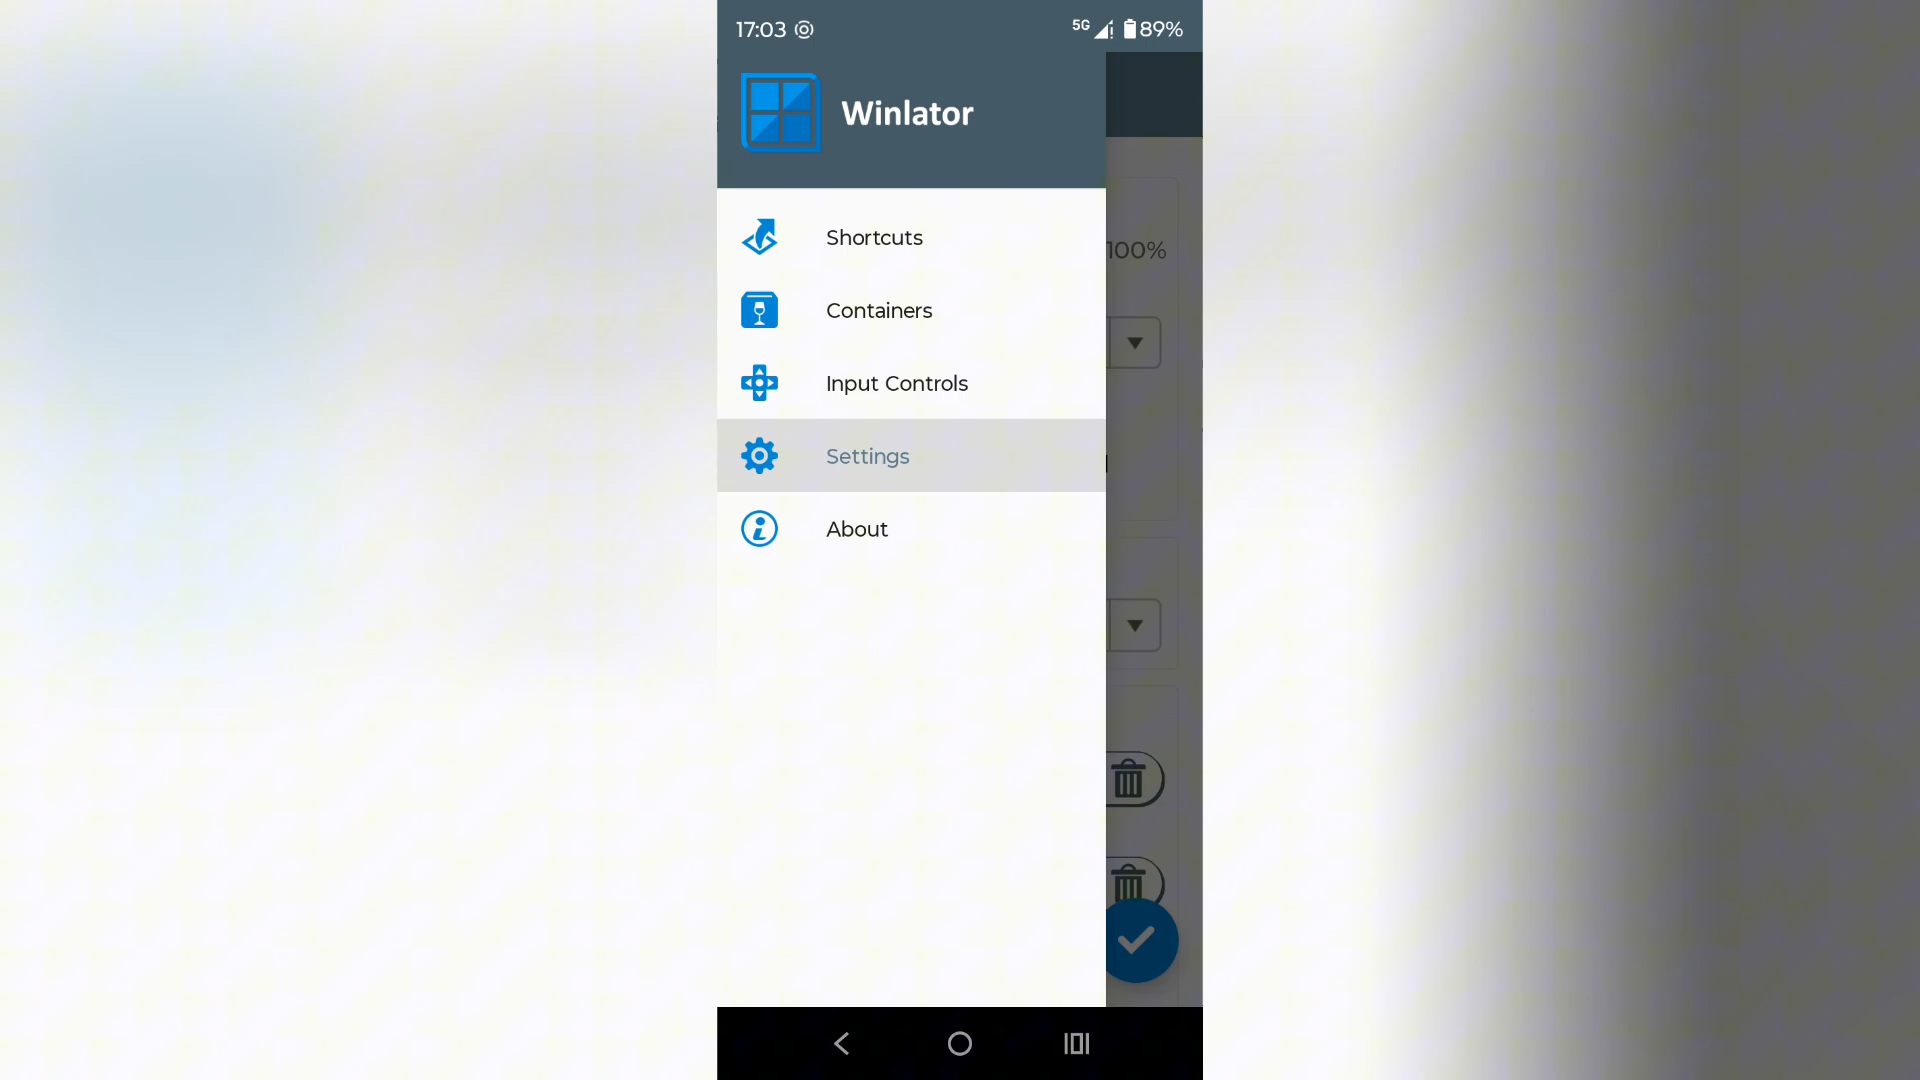 17:03 5G 89%
Winlator
Shortcuts
100%
Containers
Input Controls
Settings
About